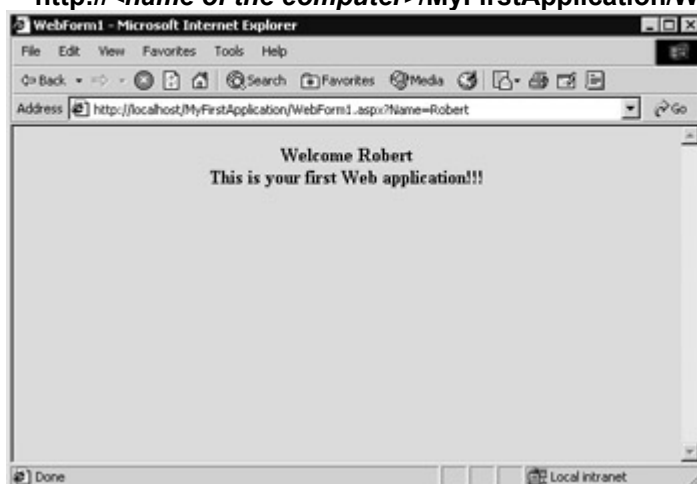 http://<name of the computer>/MyFirstApplication/W
WebForm1 - Microsoft Internet Explorer
File Edit View Favorites Tools Help
Back Search Favorites Media
Address http://localhost/MyFirstApplication/WebForm1.aspx?Name=Robert Go
Welcome Robert
This is your first Web application!!!
Done Local intranet